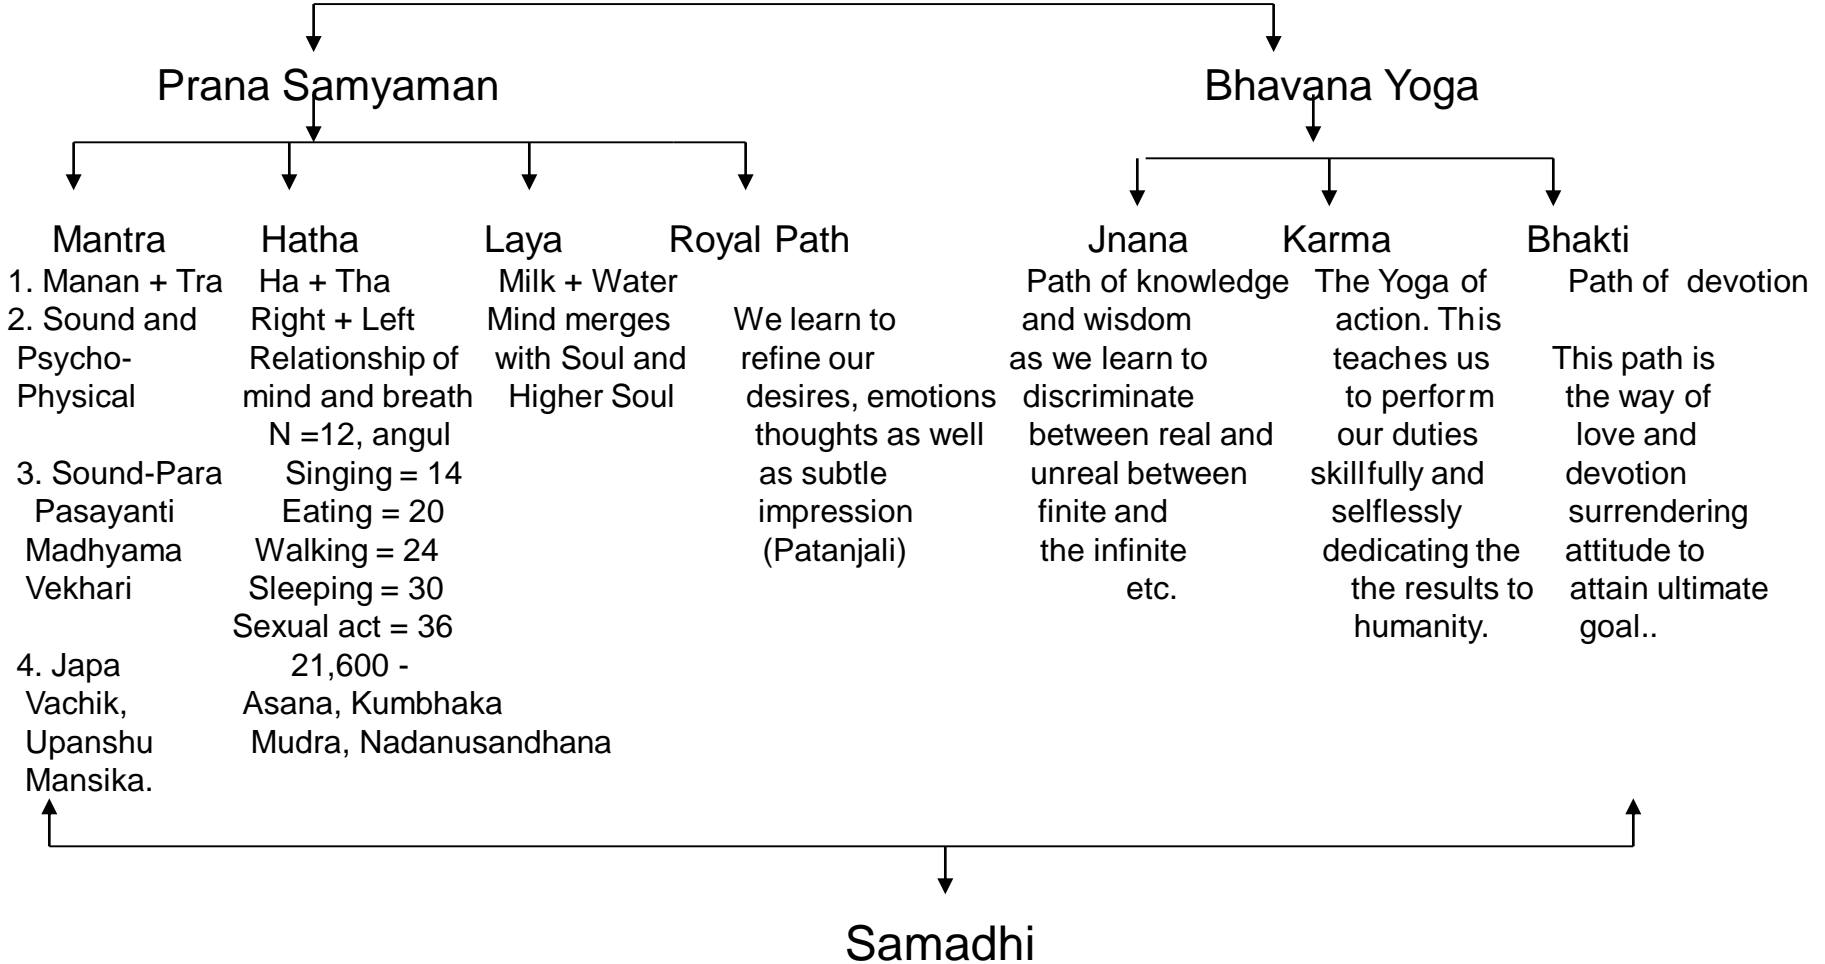 Prana Samyaman
Bhavana Yoga
Mantra
1. Manan + Tra
2. Sound and
Psycho-
Physical
3. Sound-Para
Pasayanti
Madhyama
Vekhari
4. Japa
Vachik,
Upanshu
Mansika.
Hatha
Ha + Tha
Right + Left
Relationship of
mind and breath
N =12, angul
Singing = 14
Eating = 20
Walking = 24
Sleeping = 30
Sexual act = 36
21,600 -
Asana, Kumbhaka
Mudra, Nadanusandhana
Laya
Milk + Water
Mind merges
with Soul and
Higher Soul
Royal Path
We learn to
refine our
desires, emotions
thoughts as well
as subtle
impression
(Patanjali)
Jnana
Path of knowledge
and wisdom
as we learn to
discriminate
between real and
unreal between
finite and
the infinite
etc.
Karma
The Yoga of
action. This
teaches us
to perform
our duties
skillfully and
selflessly
dedicating the
the results to
humanity.
Bhakti
Path of devotion
This path is
the way of
love and
devotion
surrendering
attitude to
attain ultimate
goal..
Samadhi